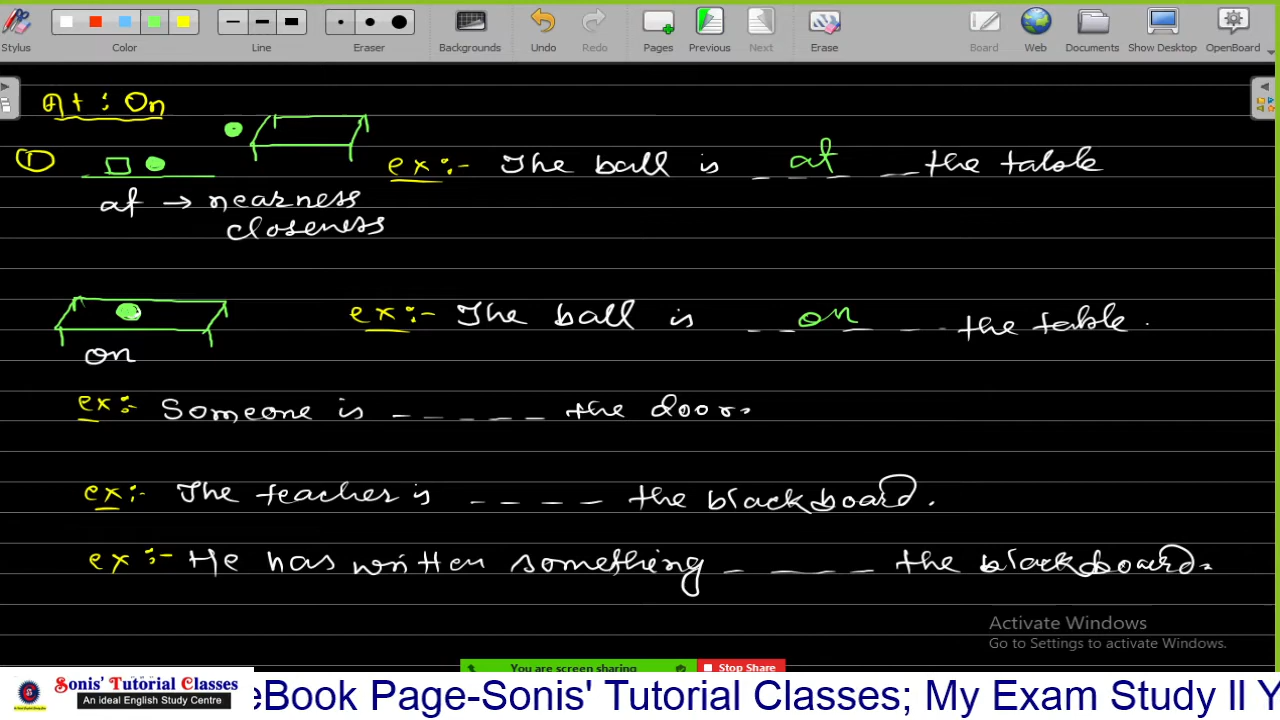 Stylus Color Line Eraser Backgrounds Undo Redo Pages Previous Next Erase Board Web Documents Show Desktop OpenBoard
At : On
① ex:- The ball is _ at _ _ the table
at → nearness
closeness
ex:- The ball is _ _ on _ _ the table.
on
ex:- Someone is _ _ _ _ _ the door.
ex:- The teacher is _ _ _ _ the blackboard.
ex:- He has written something _ _ _ _ the blackboard.
Activate Windows
Go to Settings to activate Windows.
You are screen sharing Stop Share
Sonis' Tutorial Classes
An ideal English Study Centre
eBook Page-Sonis' Tutorial Classes; My Exam Study ll Y